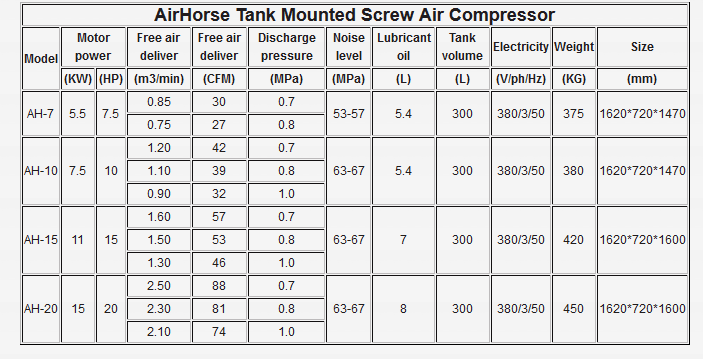 AirHorse Tank Mounted Screw Air Compressor
Model Motor power Free air deliver Free air deliver Discharge pressure Noise level Lubricant oil Tank volume Electricity Weight Size
(KW) (HP) (m3/min) (CFM) (MPa) (MPa) (L) (L) (V/ph/Hz) (KG) (mm)
AH-7 5.5 7.5 0.85 30 0.7 53-57 5.4 300 380/3/50 375 1620*720*1470
0.75 27 0.8
AH-10 7.5 10 1.20 42 0.7 63-67 5.4 300 380/3/50 380 1620*720*1470
1.10 39 0.8
0.90 32 1.0
AH-15 11 15 1.60 57 0.7 63-67 7 300 380/3/50 420 1620*720*1600
1.50 53 0.8
1.30 46 1.0
AH-20 15 20 2.50 88 0.7 63-67 8 300 380/3/50 450 1620*720*1600
2.30 81 0.8
2.10 74 1.0